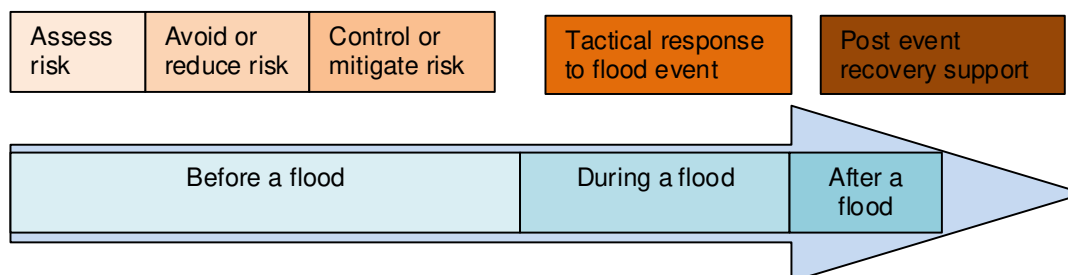 Assess
risk
Avoid or
reduce risk
Control or
mitigate risk
Tactical response
to flood event
Post event
recovery support
Before a flood
During a flood
After a
flood